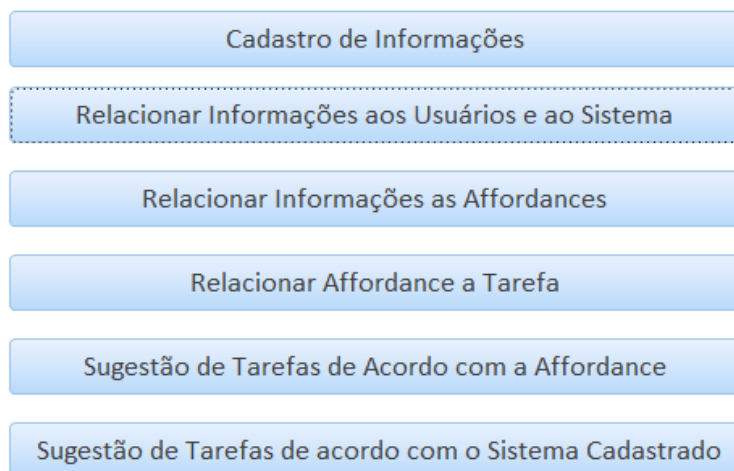 Cadastro de Informações
Relacionar Informações aos Usuários e ao Sistema
Relacionar Informações as Affordances
Relacionar Affordance a Tarefa
Sugestão de Tarefas de Acordo com a Affordance
Sugestão de Tarefas de acordo com o Sistema Cadastrado